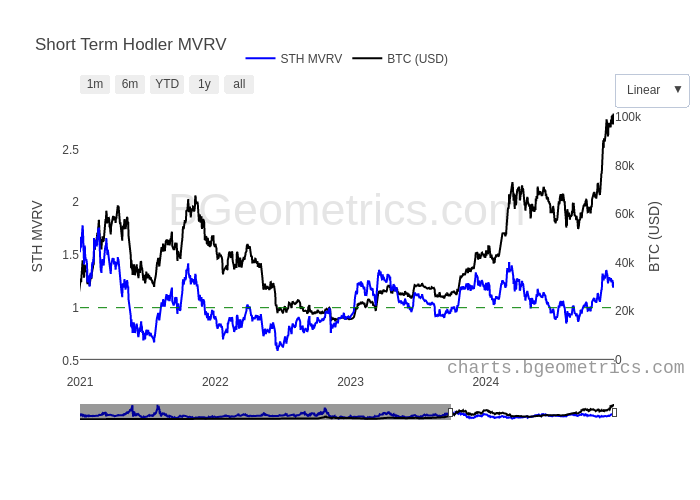 Short Term Hodler MVRV
STH MVRV BTC (USD)
1m 6m YTD 1y all
Linear ▼
100k
2.5
80k
2
60k
BGeometrics.com
STH MVRV
BTC (USD)
1.5
40k
1
20k
0.5
0
charts.bgeometrics.com
2021 2022 2023 2024